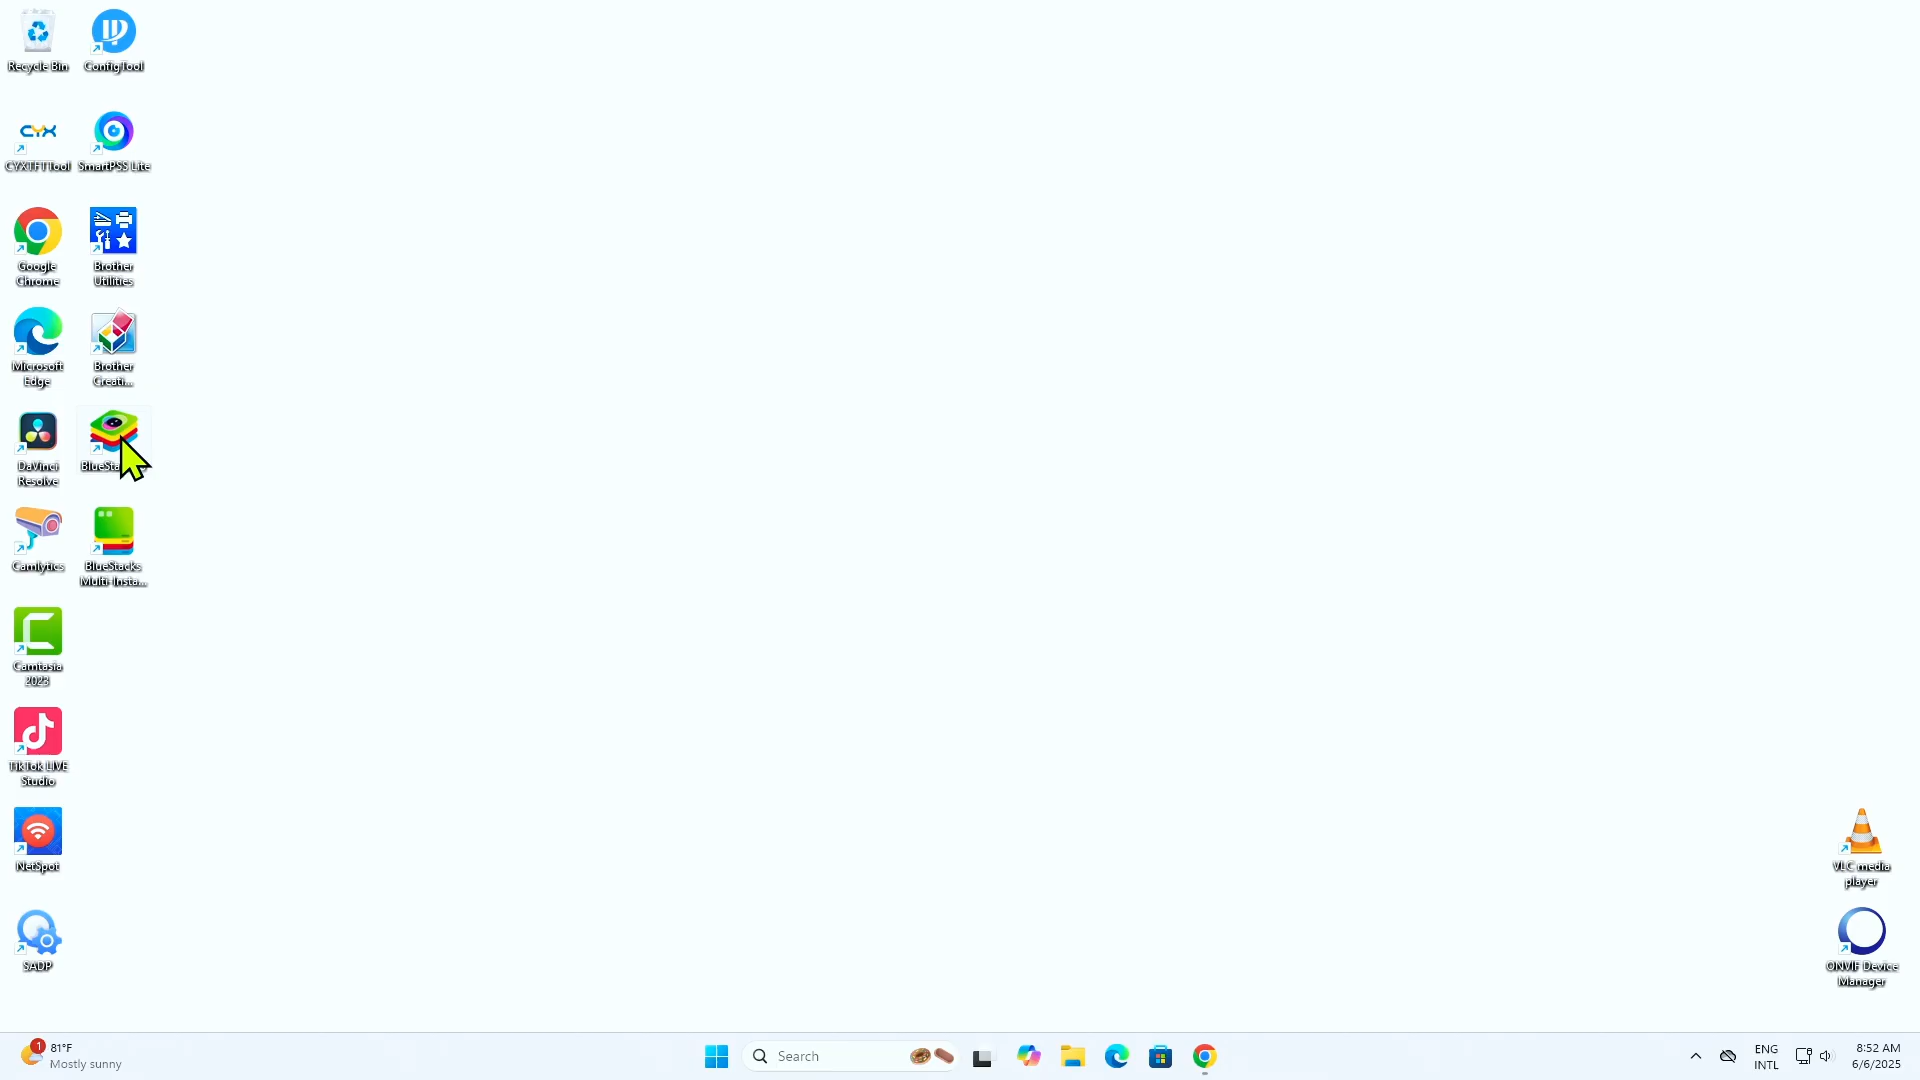 Recycle Bin
ConfigTool
CYX
CYXTFTTool
SmartPSS Lite
Google
Chrome
Brother
Utilities
Microsoft
Edge
Brother
Creati...
DaVinci
Resolve
Camlytics
BlueStacks
Multi-Insta...
Camtasia
2023
TikTok LIVE
Studio
NetSpot
SADP
VLC media
player
ONVIF Device
Manager
1
81°F
Mostly sunny
Search
ENG
INTL
8:52 AM
6/6/2025